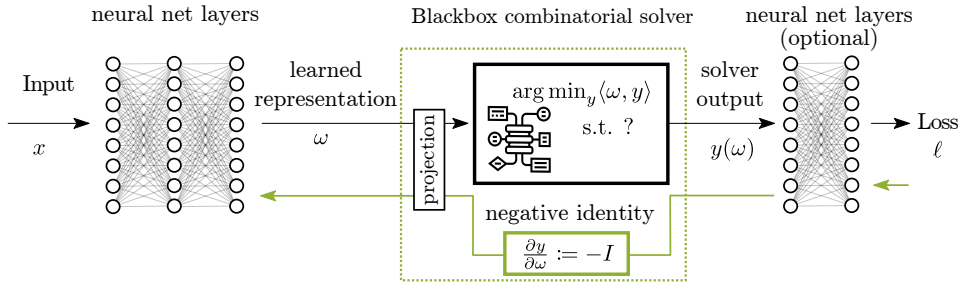 neural net layers
Blackbox combinatorial solver
neural net layers
(optional)
Input
x
learned
representation
ω
projection
arg min_y⟨ω, y⟩
s.t. ?
solver
output
y(ω)
Loss
ℓ
negative identity
∂y/∂ω := −I